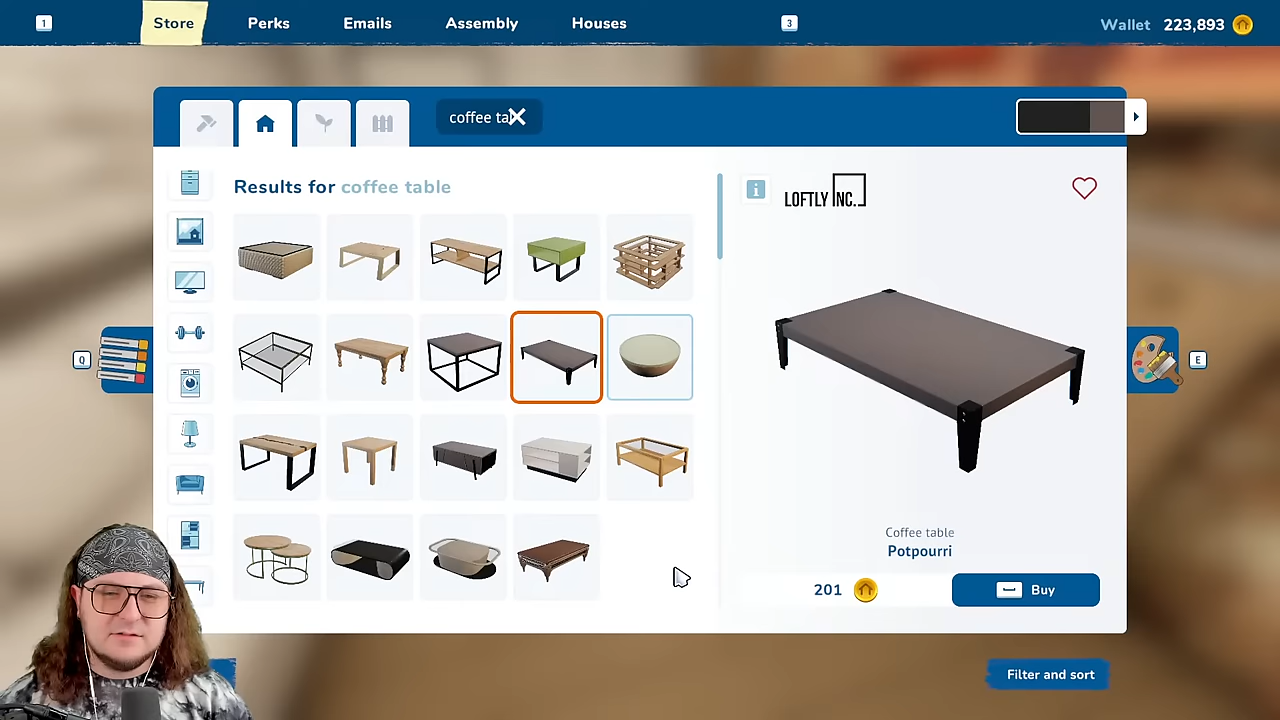 1
Store
Perks
Emails
Assembly
Houses
3
Wallet 223,893
coffee ta
Results for coffee table
i
LOFTLY INC.
Q
E
Coffee table
Potpourri
201
Buy
Filter and sort